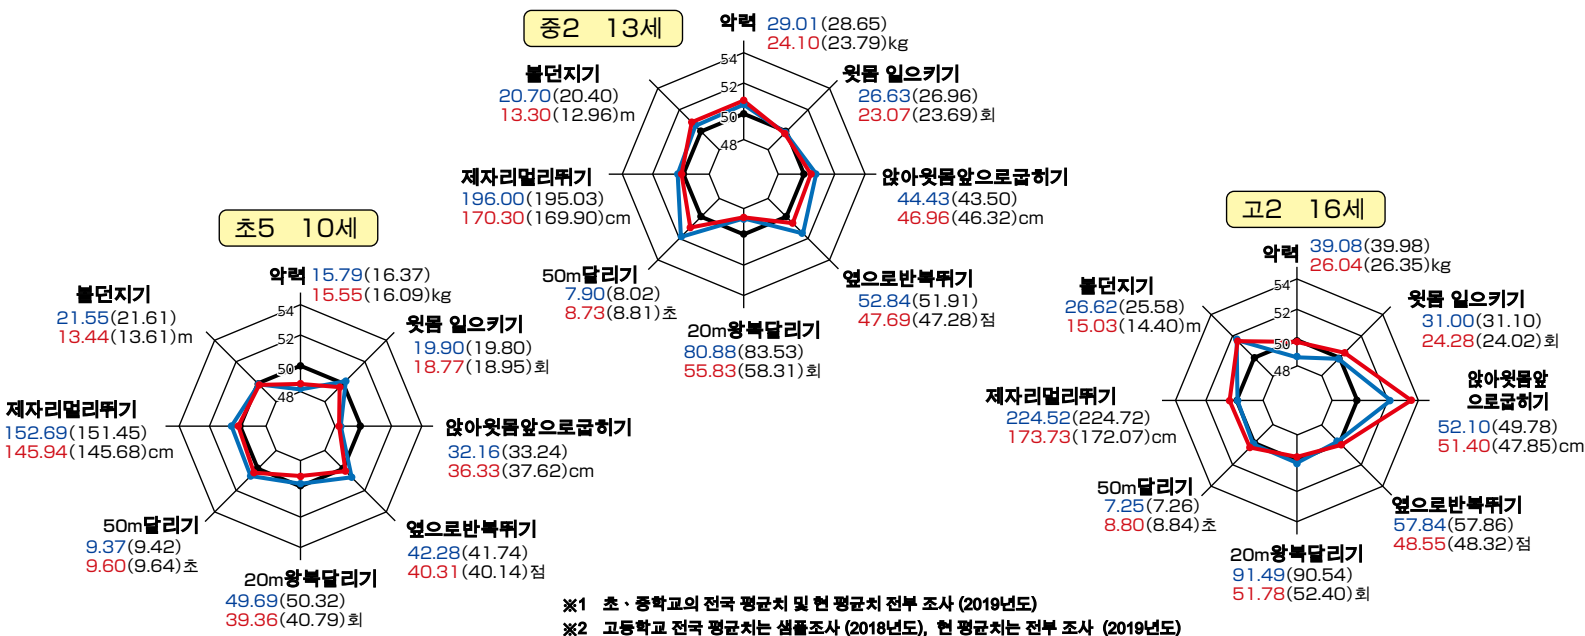 중2 13세
악력 29.01(28.65)
24.10(23.79)kg
볼던지기
20.70(20.40)
13.30(12.96)m
윗몸 일으키기
26.63(26.96)
23.07(23.69)회
54
52
50
48
제자리멀리뛰기
196.00(195.03)
170.30(169.90)cm
앉아윗몸앞으로굽히기
44.43(43.50)
46.96(46.32)cm
50m달리기
7.90(8.02)
8.73(8.81)초
옆으로반복뛰기
52.84(51.91)
47.69(47.28)점
20m왕복달리기
80.88(83.53)
55.83(58.31)회
초5 10세
악력 15.79(16.37)
15.55(16.09)kg
볼던지기
21.55(21.61)
13.44(13.61)m
윗몸 일으키기
19.90(19.80)
18.77(18.95)회
54
52
50
48
제자리멀리뛰기
152.69(151.45)
145.94(145.68)cm
앉아윗몸앞으로굽히기
32.16(33.24)
36.33(37.62)cm
50m달리기
9.37(9.42)
9.60(9.64)초
옆으로반복뛰기
42.28(41.74)
40.31(40.14)점
20m왕복달리기
49.69(50.32)
39.36(40.79)회
고2 16세
악력 39.08(39.98)
26.04(26.35)kg
볼던지기
26.62(25.58)
15.03(14.40)m
윗몸 일으키기
31.00(31.10)
24.28(24.02)회
54
52
50
48
제자리멀리뛰기
224.52(224.72)
173.73(172.07)cm
앉아윗몸앞
으로굽히기
52.10(49.78)
51.40(47.85)cm
50m달리기
7.25(7.26)
8.80(8.84)초
옆으로반복뛰기
57.84(57.86)
48.55(48.32)점
20m왕복달리기
91.49(90.54)
51.78(52.40)회
※1 초、중학교의 전국 평균치 및 현 평균치 전부 조사 (2019년도)
※2 고등학교 전국 평균치는 샘플조사 (2018년도), 현 평균치는 전부 조사 (2019년도)